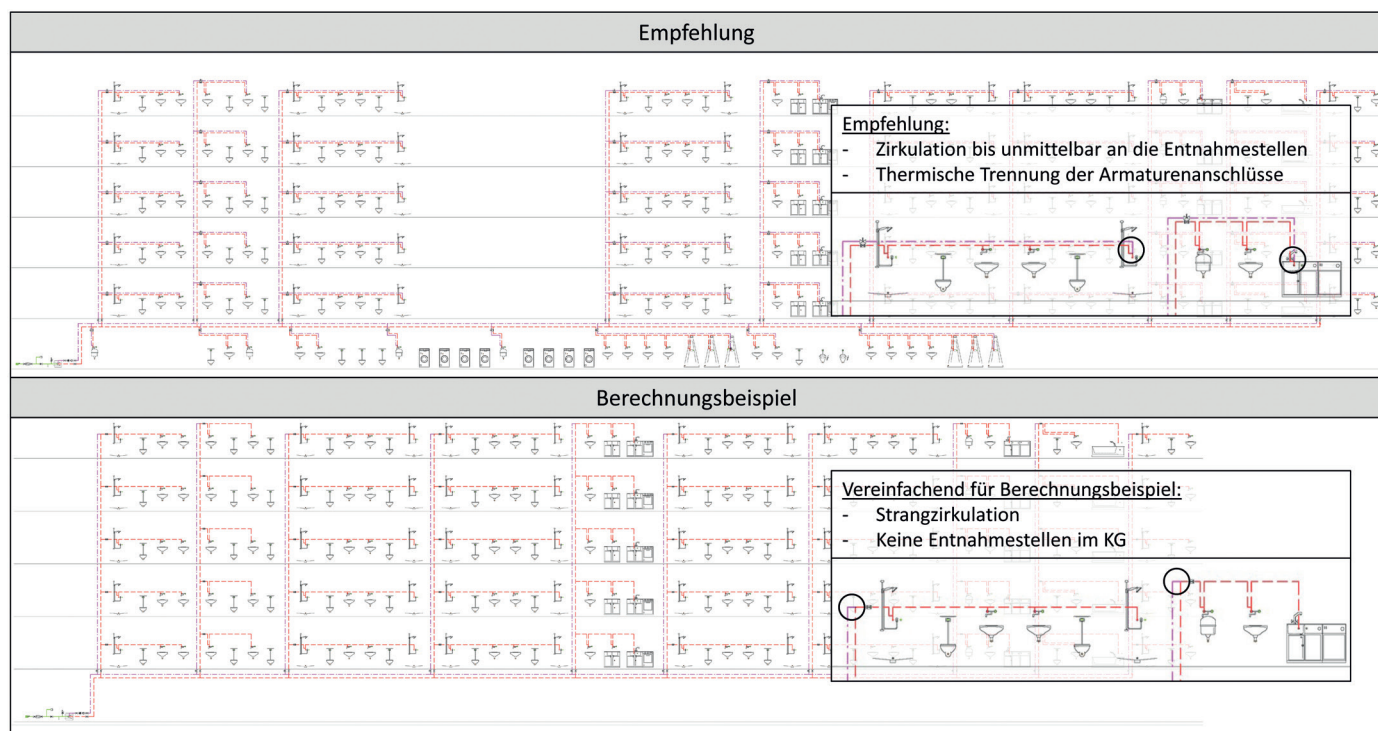 Empfehlung
Empfehlung:
- Zirkulation bis unmittelbar an die Entnahmestellen
- Thermische Trennung der Armaturenanschlüsse
Berechnungsbeispiel
Vereinfachend für Berechnungsbeispiel:
- Strangzirkulation
- Keine Entnahmestellen im KG